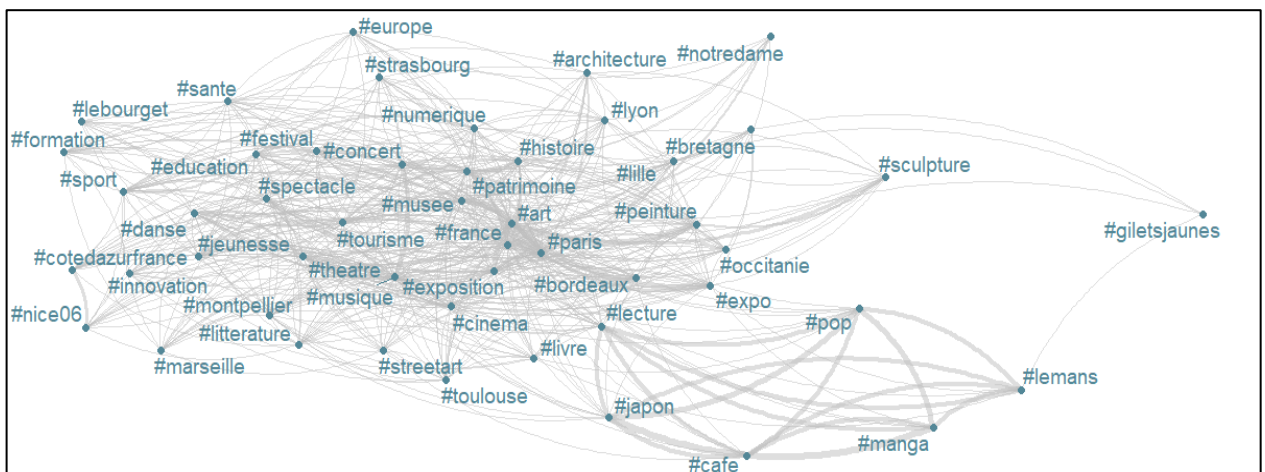 #europe
#notredame
#strasbourg
#architecture
#sante
#lebourget
#numerique
#lyon
#formation
#festival
#concert
#histoire
#bretagne
#education
#lille
#sculpture
#sport
#spectacle
#patrimoine
#musee
#art
#peinture
#danse
#jeunesse
#tourisme
#france
#paris
#giletsjaunes
#cotedazurfrance
#innovation
#theatre
#exposition
#occitanie
#musique
#bordeaux
#expo
#nice06
#montpellier
#litterature
#cinema
#lecture
#pop
#marseille
#streetart
#livre
#toulouse
#lemans
#japon
#manga
#cafe